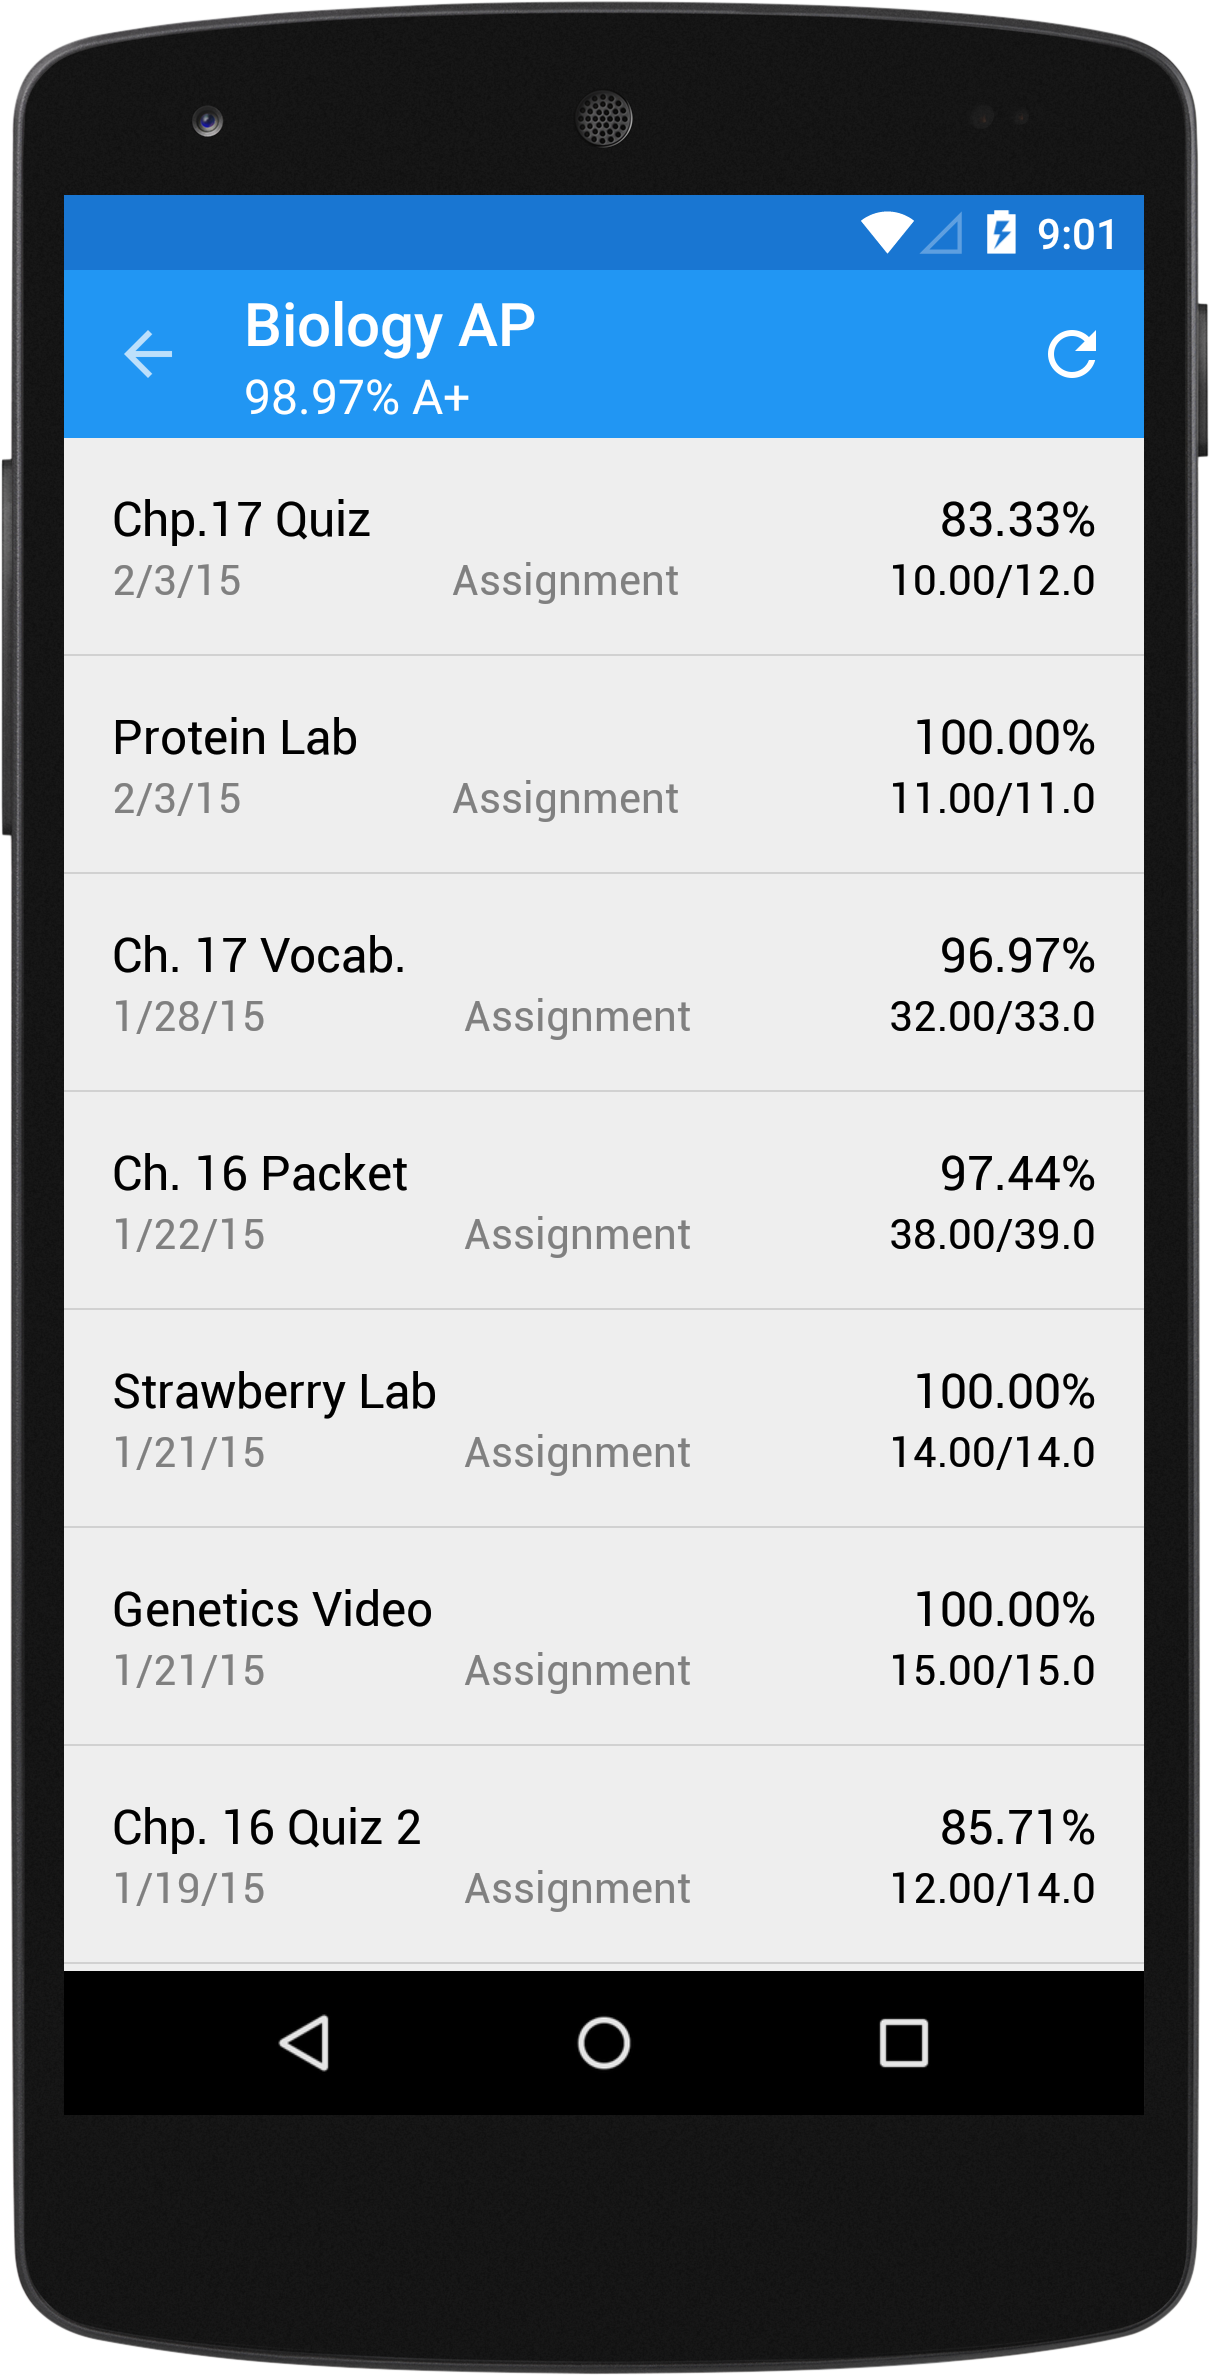 9:01
Biology AP
98.97% A+
Chp.17 Quiz 83.33%
2/3/15 Assignment 10.00/12.0
Protein Lab 100.00%
2/3/15 Assignment 11.00/11.0
Ch. 17 Vocab. 96.97%
1/28/15 Assignment 32.00/33.0
Ch. 16 Packet 97.44%
1/22/15 Assignment 38.00/39.0
Strawberry Lab 100.00%
1/21/15 Assignment 14.00/14.0
Genetics Video 100.00%
1/21/15 Assignment 15.00/15.0
Chp. 16 Quiz 2 85.71%
1/19/15 Assignment 12.00/14.0